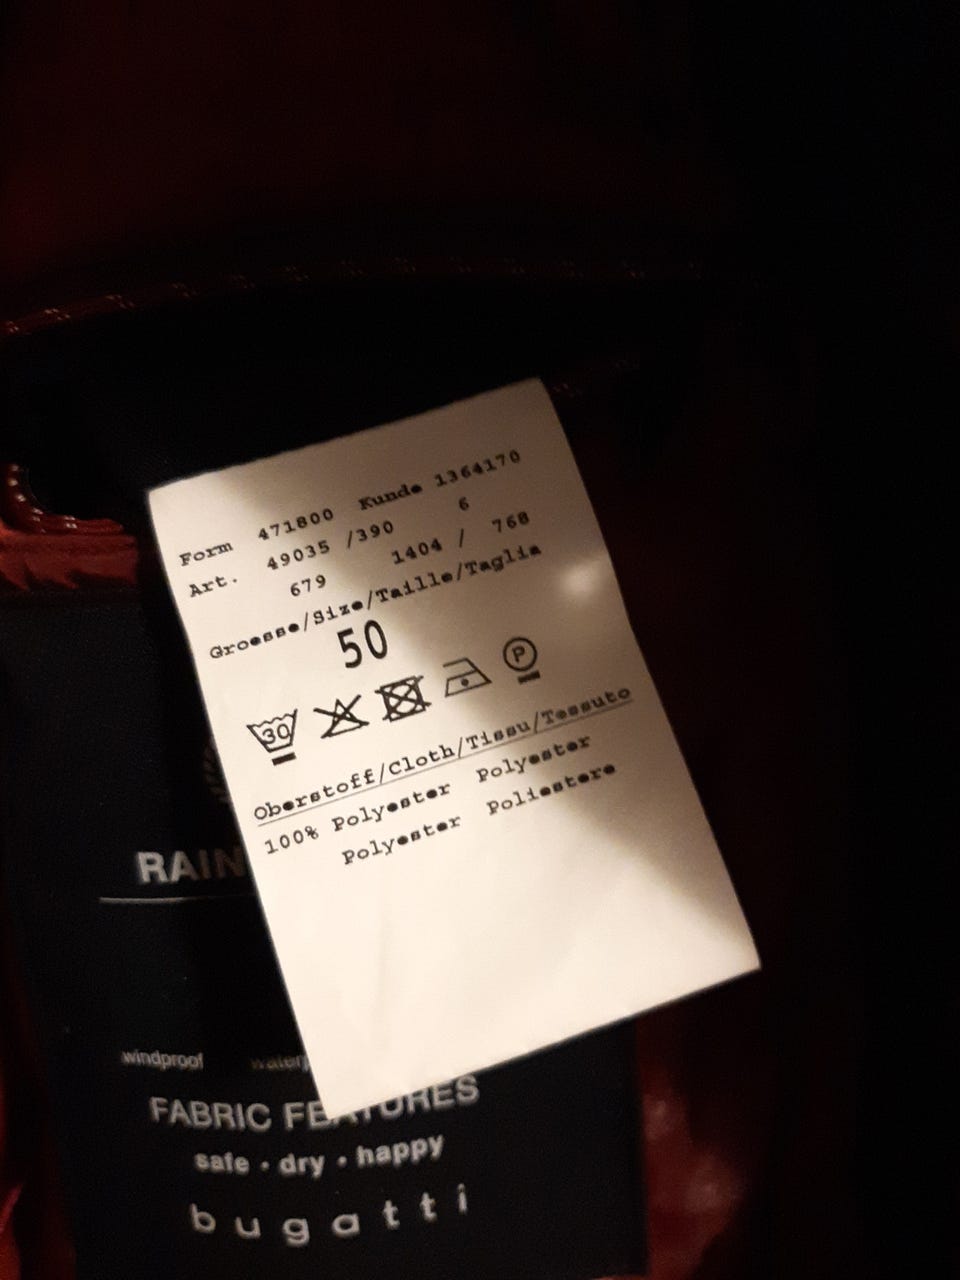 Form 471800 Kunde 1364170
Art. 49035 /390 6
679 1404 / 768
Groesse/Size/Taille/Taglia
50
30 P
Oberstoff/Cloth/Tissu/Tessuto
100% Polyester Polyester
Polyester Poliestere
RAIN
windproof
FABRIC FEATURES
safe · dry · happy
bugatti